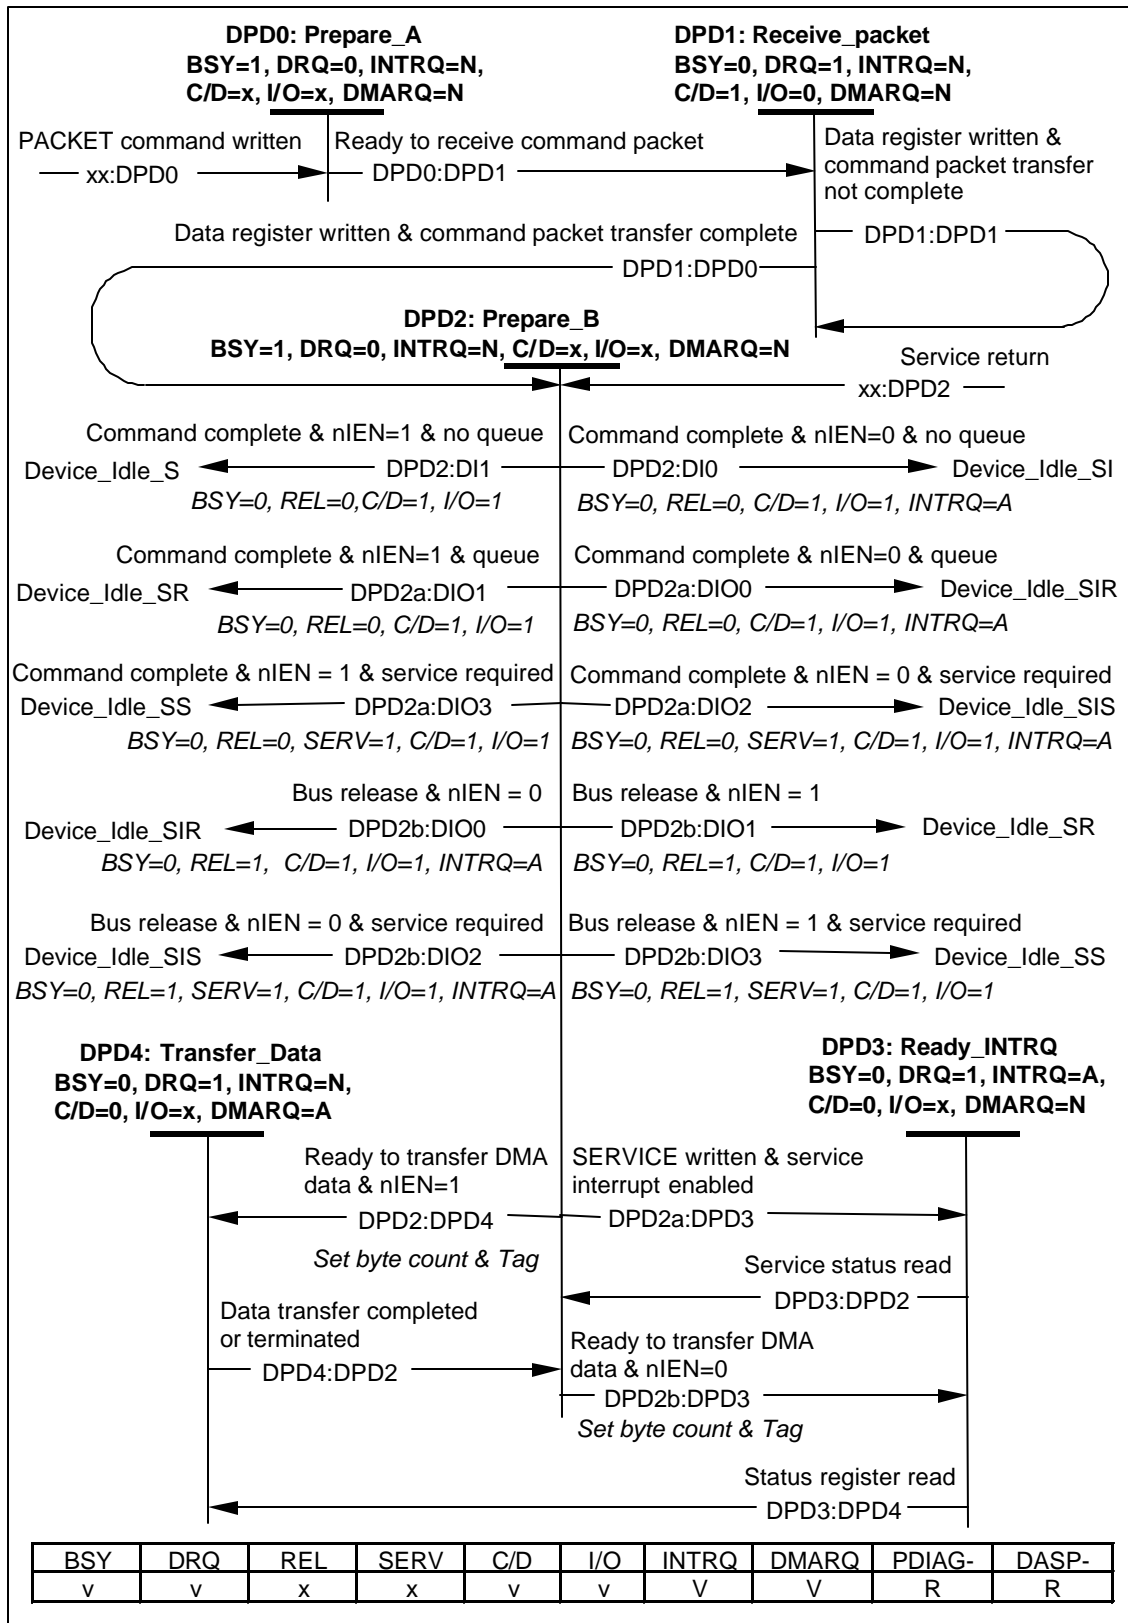 DPD0: Prepare_A
BSY=1, DRQ=0, INTRQ=N,
C/D=x, I/O=x, DMARQ=N
DPD1: Receive_packet
BSY=0, DRQ=1, INTRQ=N,
C/D=1, I/O=0, DMARQ=N
PACKET command written
xx:DPD0
Ready to receive command packet
DPD0:DPD1
Data register written &
command packet transfer
not complete
DPD1:DPD1
Data register written & command packet transfer complete
DPD1:DPD0
DPD2: Prepare_B
BSY=1, DRQ=0, INTRQ=N, C/D=x, I/O=x, DMARQ=N
Service return
xx:DPD2
Command complete & nIEN=1 & no queue
Device_Idle_S
DPD2:DI1
BSY=0, REL=0,C/D=1, I/O=1
Command complete & nIEN=0 & no queue
DPD2:DI0
Device_Idle_SI
BSY=0, REL=0, C/D=1, I/O=1, INTRQ=A
Command complete & nIEN=1 & queue
Device_Idle_SR
DPD2a:DIO1
BSY=0, REL=0, C/D=1, I/O=1
Command complete & nIEN=0 & queue
DPD2a:DIO0
Device_Idle_SIR
BSY=0, REL=0, C/D=1, I/O=1, INTRQ=A
Command complete & nIEN = 1 & service required
Device_Idle_SS
DPD2a:DIO3
BSY=0, REL=0, SERV=1, C/D=1, I/O=1
Command complete & nIEN = 0 & service required
DPD2a:DIO2
Device_Idle_SIS
BSY=0, REL=0, SERV=1, C/D=1, I/O=1, INTRQ=A
Bus release & nIEN = 0
Device_Idle_SIR
DPD2b:DIO0
BSY=0, REL=1, C/D=1, I/O=1, INTRQ=A
Bus release & nIEN = 1
DPD2b:DIO1
Device_Idle_SR
BSY=0, REL=1, C/D=1, I/O=1
Bus release & nIEN = 0 & service required
Device_Idle_SIS
DPD2b:DIO2
BSY=0, REL=1, SERV=1, C/D=1, I/O=1, INTRQ=A
Bus release & nIEN = 1 & service required
DPD2b:DIO3
Device_Idle_SS
BSY=0, REL=1, SERV=1, C/D=1, I/O=1
DPD4: Transfer_Data
BSY=0, DRQ=1, INTRQ=N,
C/D=0, I/O=x, DMARQ=A
DPD3: Ready_INTRQ
BSY=0, DRQ=1, INTRQ=A,
C/D=0, I/O=x, DMARQ=N
Ready to transfer DMA
data & nIEN=1
DPD2:DPD4
Set byte count & Tag
SERVICE written & service
interrupt enabled
DPD2a:DPD3
Service status read
DPD3:DPD2
Data transfer completed
or terminated
DPD4:DPD2
Ready to transfer DMA
data & nIEN=0
DPD2b:DPD3
Set byte count & Tag
Status register read
DPD3:DPD4
BSY DRQ REL SERV C/D I/O INTRQ DMARQ PDIAG- DASP-
v v x x v v V V R R